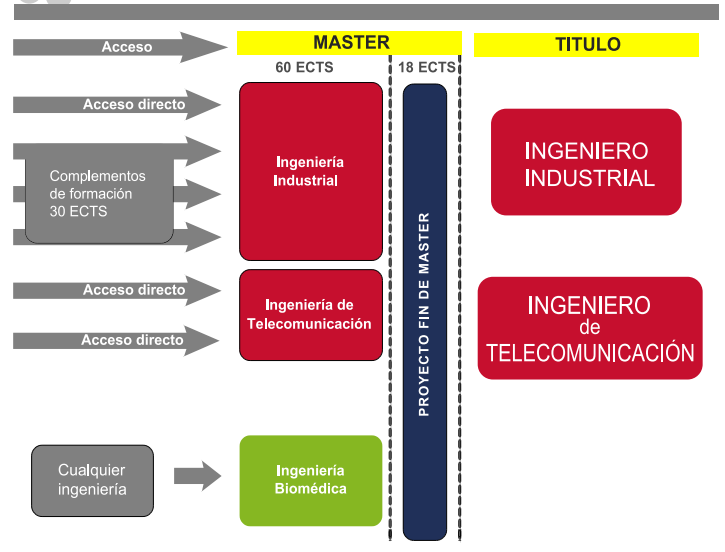 Acceso
MASTER
TITULO
60 ECTS
18 ECTS
Acceso directo
Complementos
de formación
30 ECTS
Ingeniería
Industrial
INGENIERO
INDUSTRIAL
Acceso directo
Acceso directo
Ingeniería de
Telecomunicación
INGENIERO
de
TELECOMUNICACIÓN
PROYECTO FIN DE MASTER
Cualquier
ingeniería
Ingeniería
Biomédica